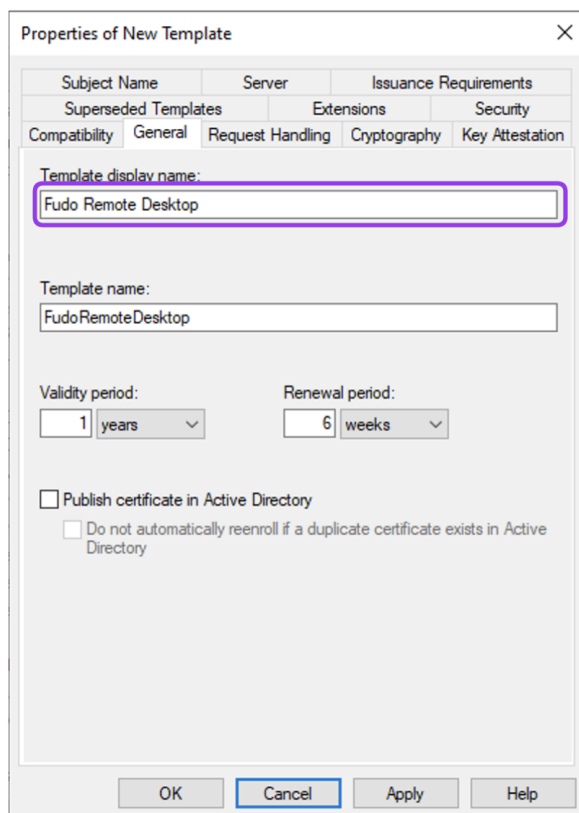 Properties of New Template
Subject Name
Server
Issuance Requirements
Superseded Templates
Extensions
Security
Compatibility
General
Request Handling
Cryptography
Key Attestation
Template display name:
Fudo Remote Desktop
Template name:
FudoRemoteDesktop
Validity period:
Renewal period:
1 years
6 weeks
Publish certificate in Active Directory
Do not automatically reenroll if a duplicate certificate exists in Active
Directory
OK
Cancel
Apply
Help